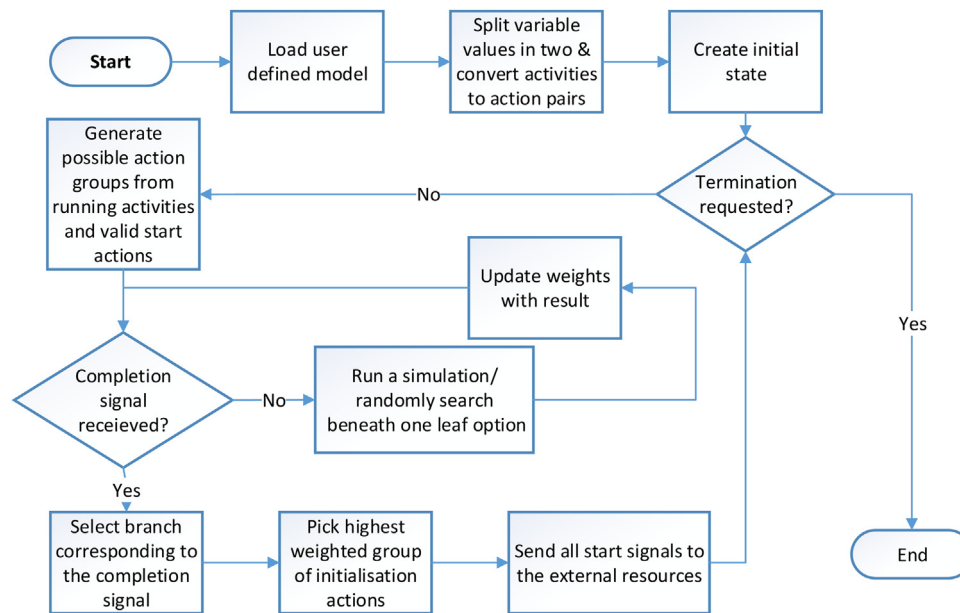 Start
Load user
defined model
Split variable
values in two &
convert activities
to action pairs
Create initial
state
Generate
possible action
groups from
running activities
and valid start
actions
No
Termination
requested?
Update weights
with result
Yes
Completion
signal
receieved?
No
Run a simulation/
randomly search
beneath one leaf option
Yes
Select branch
corresponding to
the completion
signal
Pick highest
weighted group
of initialisation
actions
Send all start signals to
the external resources
End